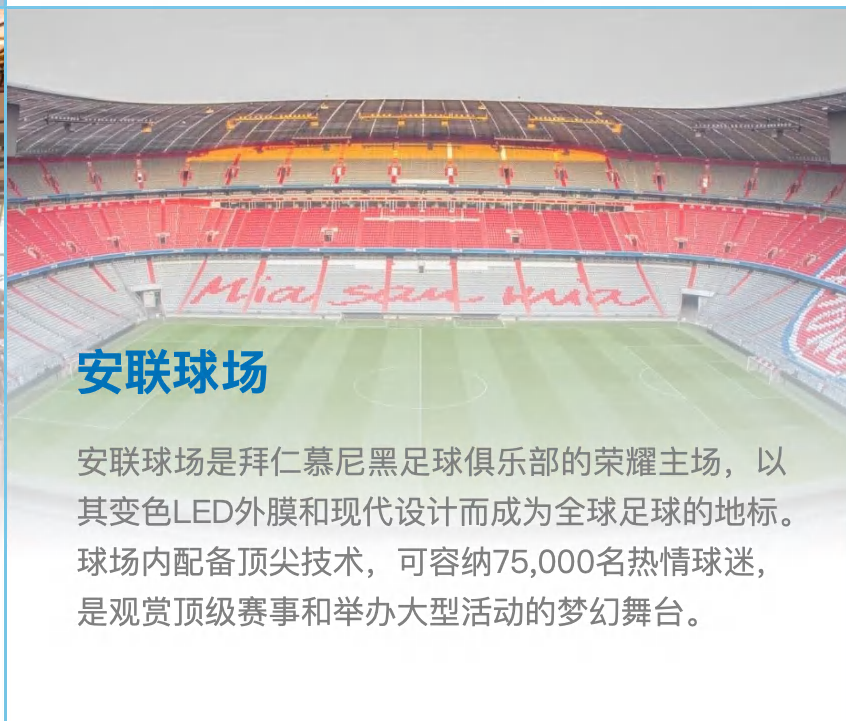 Mia san mia
安联球场
安联球场是拜仁慕尼黑足球俱乐部的荣耀主场，以
其变色LED外膜和现代设计而成为全球足球的地标。
球场内配备顶尖技术，可容纳75,000名热情球迷，
是观赏顶级赛事和举办大型活动的梦幻舞台。